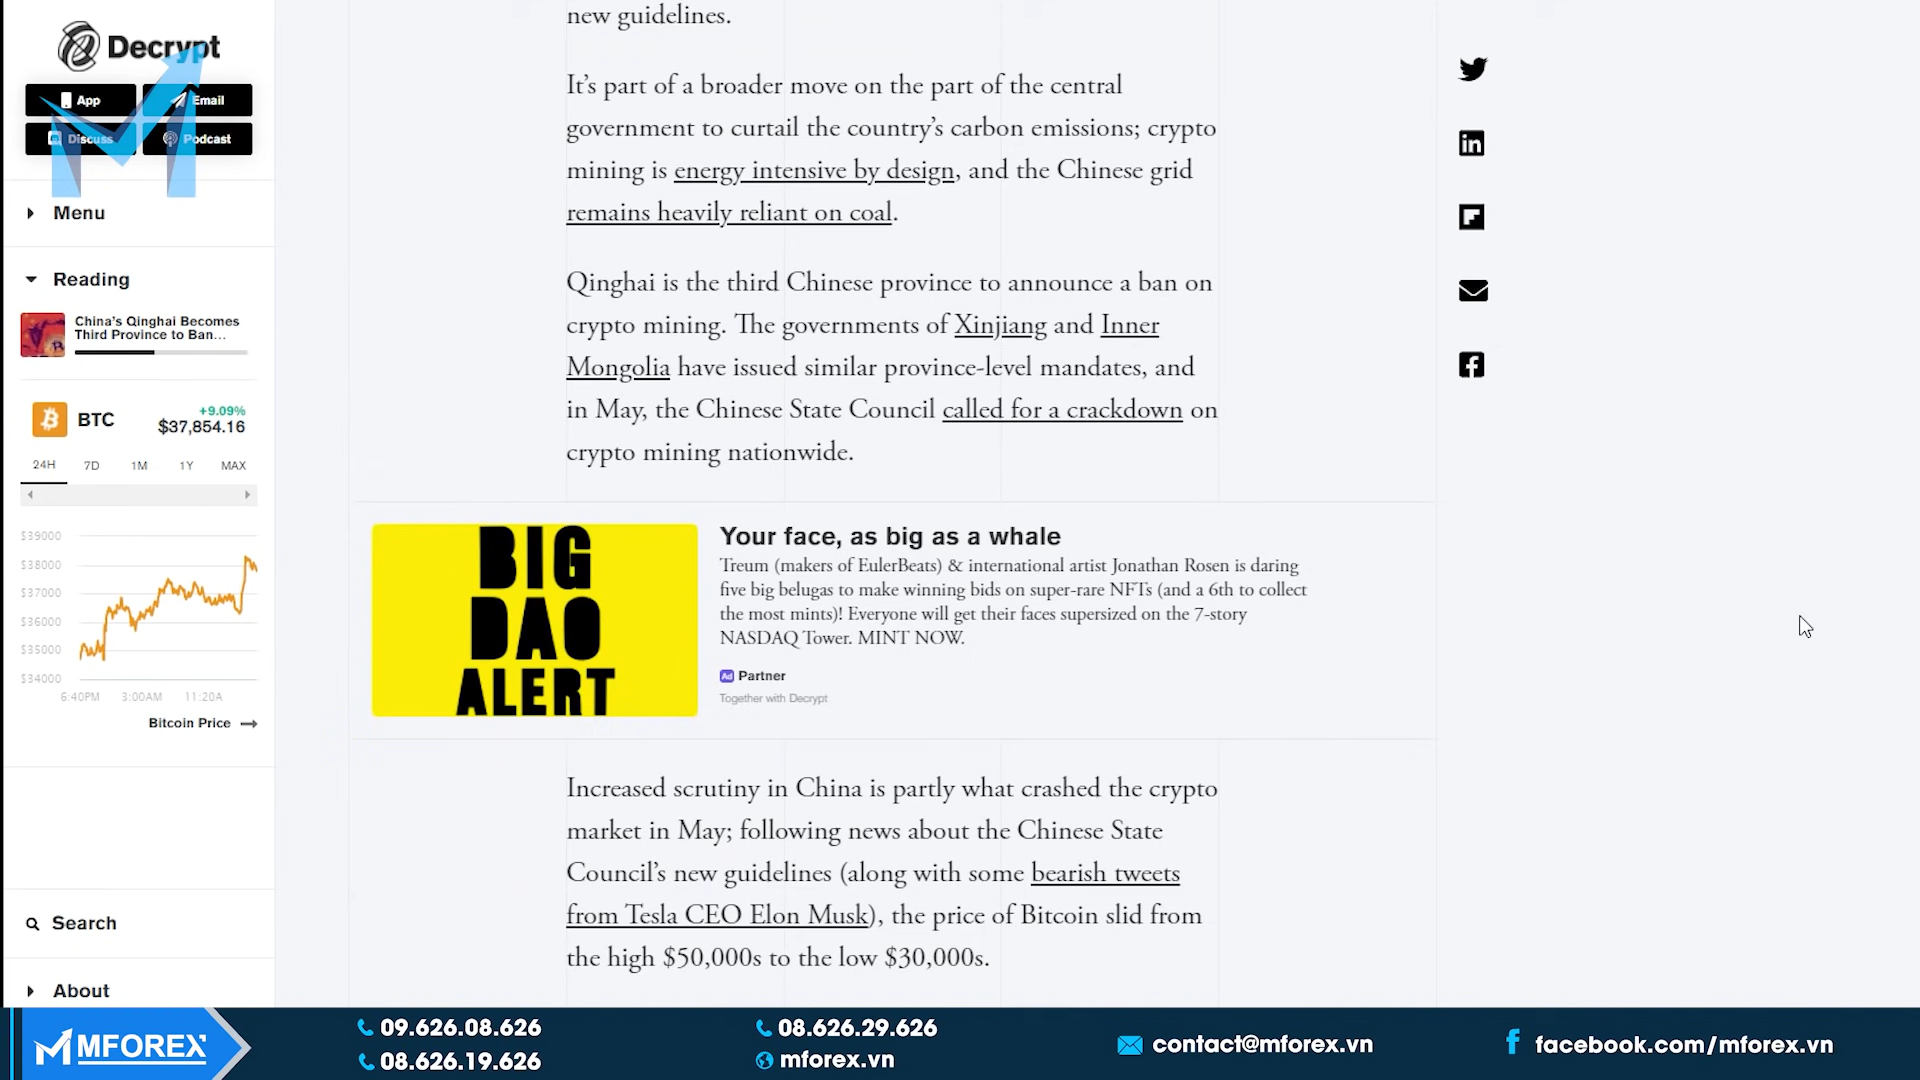 Decrypt
App
Email
Discuss
Podcast
Menu
Reading
China's Qinghai Becomes
Third Province to Ban...
BTC
+9.09%
$37,854.16
24H 7D 1M 1Y MAX
$39000
$38000
$37000
$36000
$35000
$34000
6:40PM 3:00AM 11:20A
Bitcoin Price
Search
About
new guidelines.
It’s part of a broader move on the part of the central
government to curtail the country’s carbon emissions; crypto
mining is energy intensive by design, and the Chinese grid
remains heavily reliant on coal.
Qinghai is the third Chinese province to announce a ban on
crypto mining. The governments of Xinjiang and Inner
Mongolia have issued similar province-level mandates, and
in May, the Chinese State Council called for a crackdown on
crypto mining nationwide.
BIG
DAO
ALERT
Your face, as big as a whale
Treum (makers of EulerBeats) & international artist Jonathan Rosen is daring
five big belugas to make winning bids on super-rare NFTs (and a 6th to collect
the most mints)! Everyone will get their faces supersized on the 7-story
NASDAQ Tower. MINT NOW.
Ad Partner
Together with Decrypt
Increased scrutiny in China is partly what crashed the crypto
market in May; following news about the Chinese State
Council’s new guidelines (along with some bearish tweets
from Tesla CEO Elon Musk), the price of Bitcoin slid from
the high $50,000s to the low $30,000s.
MFOREX
09.626.08.626
08.626.19.626
08.626.29.626
mforex.vn
contact@mforex.vn
facebook.com/mforex.vn